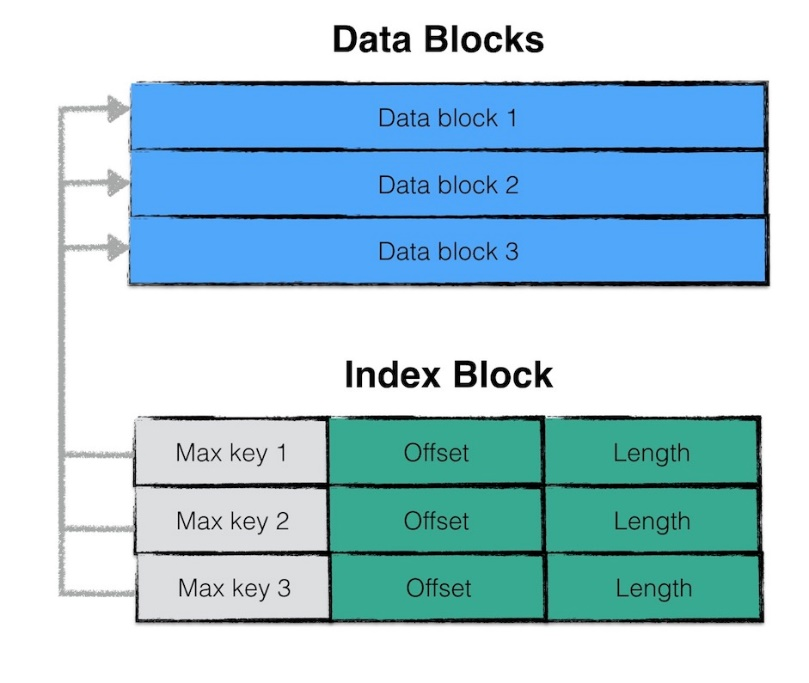 Data Blocks
Data block 1
Data block 2
Data block 3
Index Block
Max key 1 Offset Length
Max key 2 Offset Length
Max key 3 Offset Length